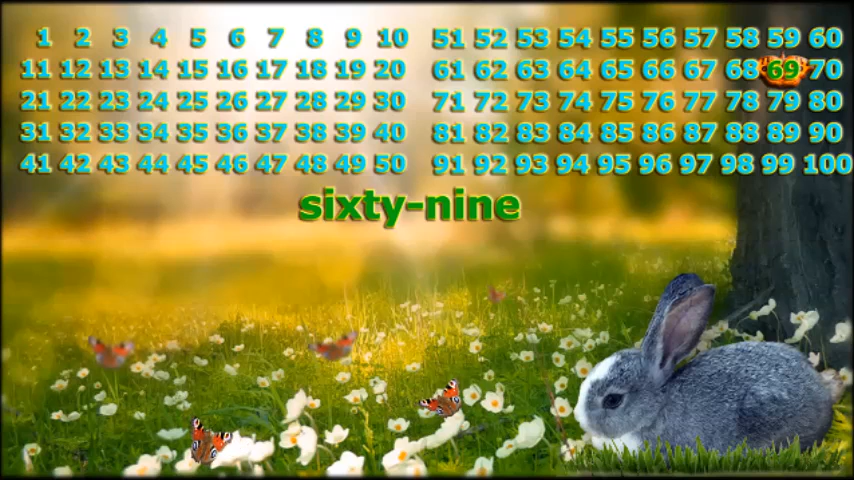 1 2 3 4 5 6 7 8 9 10 51 52 53 54 55 56 57 58 59 60
11 12 13 14 15 16 17 18 19 20 61 62 63 64 65 66 67 68 69 70
21 22 23 24 25 26 27 28 29 30 71 72 73 74 75 76 77 78 79 80
31 32 33 34 35 36 37 38 39 40 81 82 83 84 85 86 87 88 89 90
41 42 43 44 45 46 47 48 49 50 91 92 93 94 95 96 97 98 99 100
sixty-nine